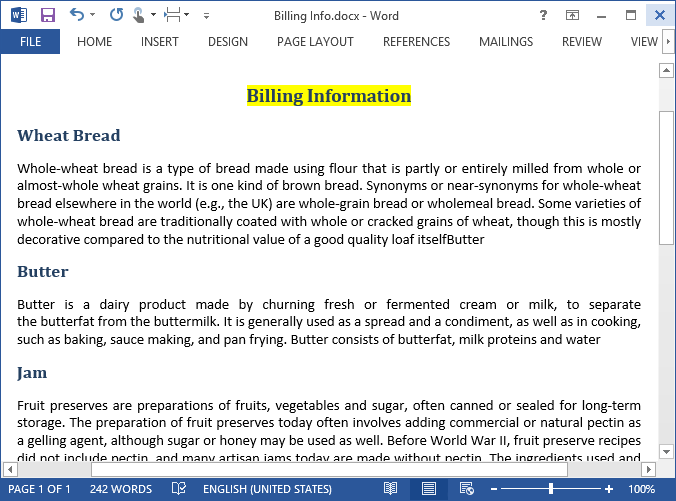 Billing Info.docx - Word
?
FILE HOME INSERT DESIGN PAGE LAYOUT REFERENCES MAILINGS REVIEW VIEW
Billing Information
Wheat Bread
Whole-wheat bread is a type of bread made using flour that is partly or entirely milled from whole or
almost-whole wheat grains. It is one kind of brown bread. Synonyms or near-synonyms for whole-wheat
bread elsewhere in the world (e.g., the UK) are whole-grain bread or wholemeal bread. Some varieties of
whole-wheat bread are traditionally coated with whole or cracked grains of wheat, though this is mostly
decorative compared to the nutritional value of a good quality loaf itselfButter
Butter
Butter is a dairy product made by churning fresh or fermented cream or milk, to separate
the butterfat from the buttermilk. It is generally used as a spread and a condiment, as well as in cooking,
such as baking, sauce making, and pan frying. Butter consists of butterfat, milk proteins and water
Jam
Fruit preserves are preparations of fruits, vegetables and sugar, often canned or sealed for long-term
storage. The preparation of fruit preserves today often involves adding commercial or natural pectin as
a gelling agent, although sugar or honey may be used as well. Before World War II, fruit preserve recipes
did not include pectin, and many artisan jams today are made without pectin. The ingredients used and
PAGE 1 OF 1 242 WORDS ENGLISH (UNITED STATES) 100%